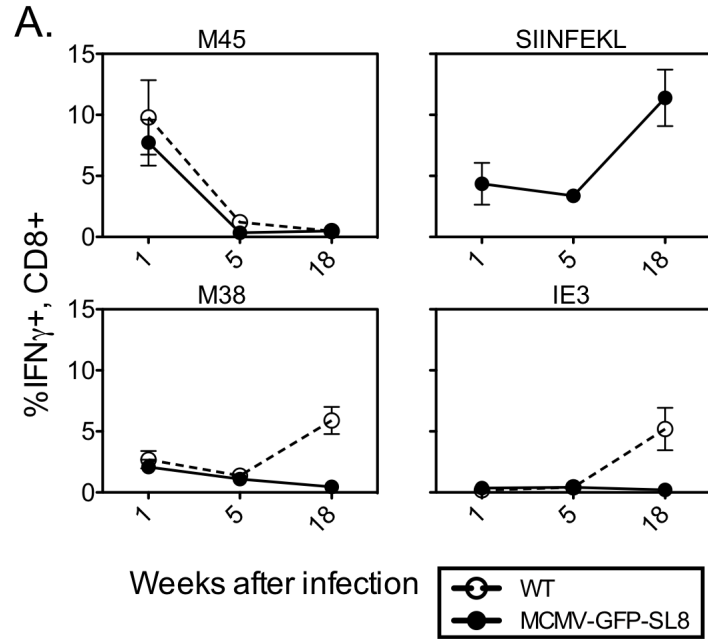 A.
M45
SIINFEKL
15
10
5
0
1
5
18
1
5
18
M38
IE3
15
10
5
0
1
5
18
1
5
18
%IFNγ+, CD8+
Weeks after infection
WT
MCMV-GFP-SL8